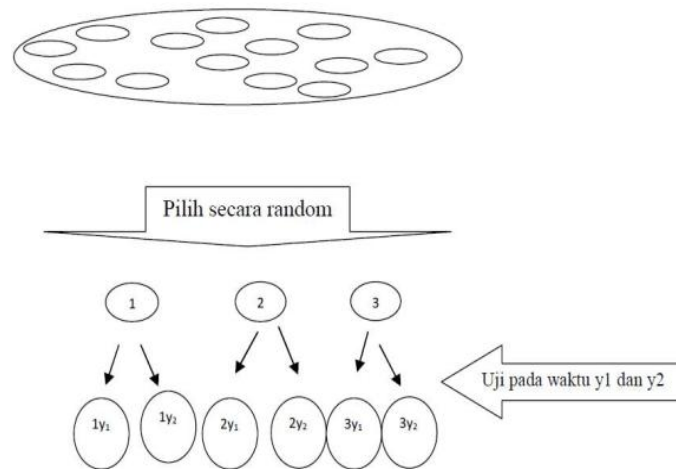 Pilih secara random
1 2 3
Uji pada waktu y1 dan y2
1y₁ 1y₂ 2y₁ 2y₂ 3y₁ 3y₂